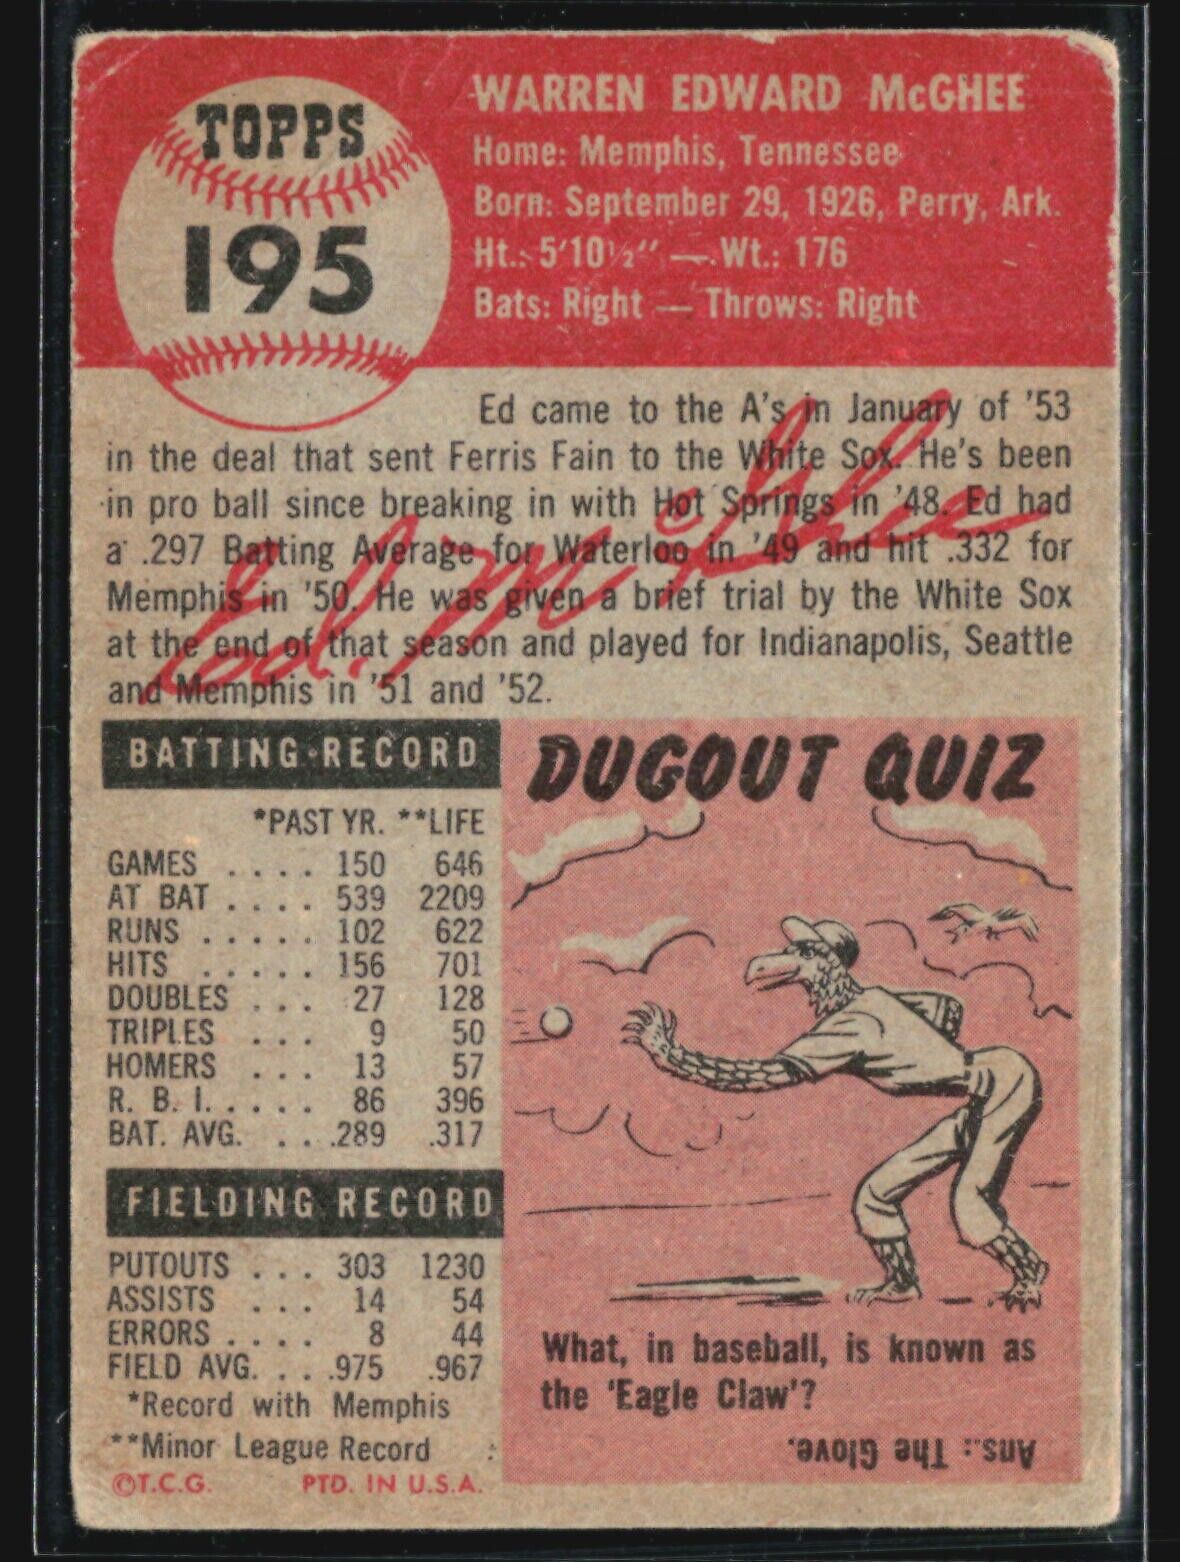 TOPPS
195
WARREN EDWARD McGHEE
Home: Memphis, Tennessee
Born: September 29, 1926, Perry, Ark.
Ht.: 5'10½" — Wt.: 176
Bats: Right — Throws: Right
Ed came to the A's in January of '53
in the deal that sent Ferris Fain to the White Sox. He's been
in pro ball since breaking in with Hot Springs in '48. Ed had
a .297 Batting Average for Waterloo in '49 and hit .332 for
Memphis in '50. He was given a brief trial by the White Sox
at the end of that season and played for Indianapolis, Seattle
and Memphis in '51 and '52.
Ed. McGhee
BATTING RECORD
*PAST YR. **LIFE
GAMES .... 150 646
AT BAT .... 539 2209
RUNS ..... 102 622
HITS ..... 156 701
DOUBLES ... 27 128
TRIPLES ... 9 50
HOMERS ... 13 57
R. B. I. .... 86 396
BAT. AVG. ... .289 .317
FIELDING RECORD
PUTOUTS ... 303 1230
ASSISTS ... 14 54
ERRORS .... 8 44
FIELD AVG. ... .975 .967
*Record with Memphis
**Minor League Record
©T.C.G. PTD. IN U.S.A.
DUGOUT QUIZ
What, in baseball, is known as
the 'Eagle Claw'?
Ans.: The Glove.